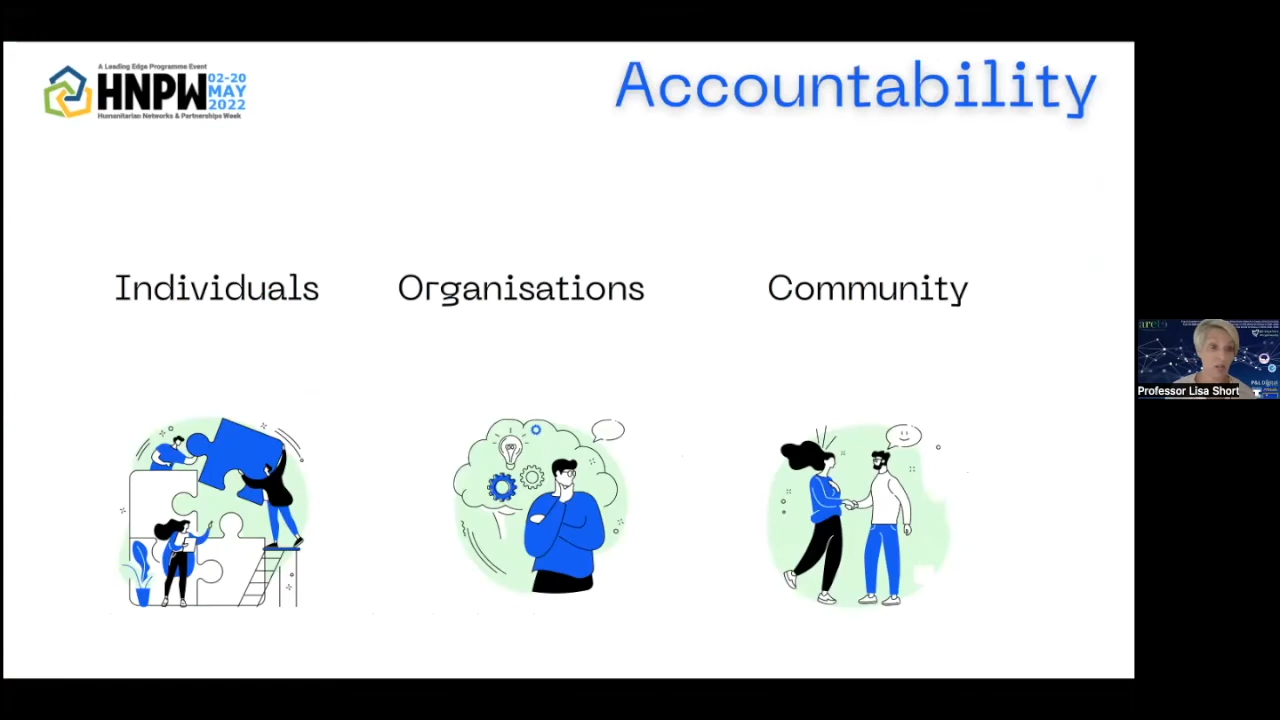 A Leading Edge Programme Event
HNPW
02-20
MAY
2022
Humanitarian Networks & Partnerships Week
Accountability
Individuals
Organisations
Community
Professor Lisa Short